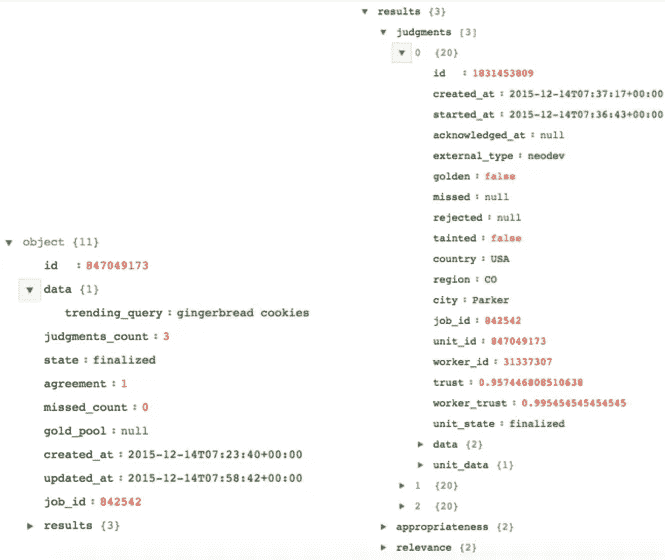 object {11}
id : 847049173
data {1}
trending_query : gingerbread cookies
judgments_count : 3
state : finalized
agreement : 1
missed_count : 0
gold_pool : null
created_at : 2015-12-14T07:23:40+00:00
updated_at : 2015-12-14T07:58:42+00:00
job_id : 842542
results {3}
results {3}
judgments [3]
0 {20}
id : 1831453809
created_at : 2015-12-14T07:37:17+00:00
started_at : 2015-12-14T07:36:43+00:00
acknowledged_at : null
external_type : neodev
golden : false
missed : null
rejected : null
tainted : false
country : USA
region : CO
city : Parker
job_id : 842542
unit_id : 847049173
worker_id : 31337307
trust : 0.957446808510638
worker_trust : 0.995454545454545
unit_state : finalized
data {2}
unit_data {1}
1 {20}
2 {20}
appropriateness {2}
relevance {2}